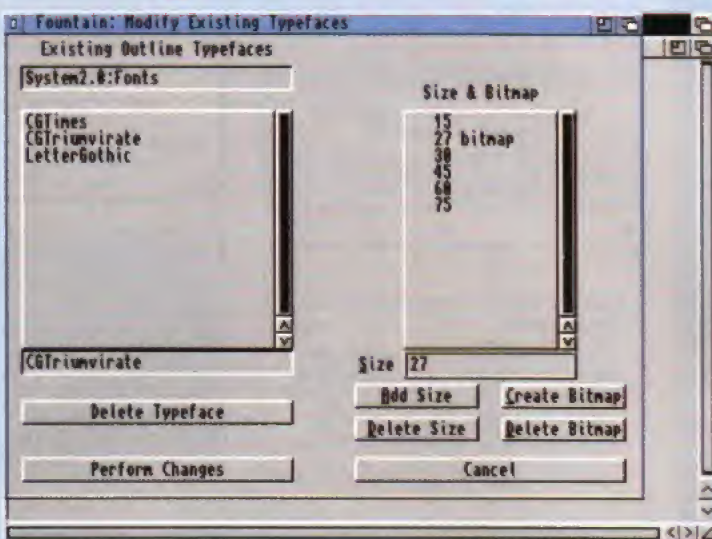 Fountain: Modify Existing Typefaces
Existing Outline Typefaces
System2.0:Fonts
CGTimes
CGTriumvirate
LetterGothic
CGTriumvirate
Delete Typeface
Perform Changes
Size & Bitmap
15
27 bitmap
30
45
60
75
Size 27
Add Size
Create Bitmap
Delete Size
Delete Bitmap
Cancel